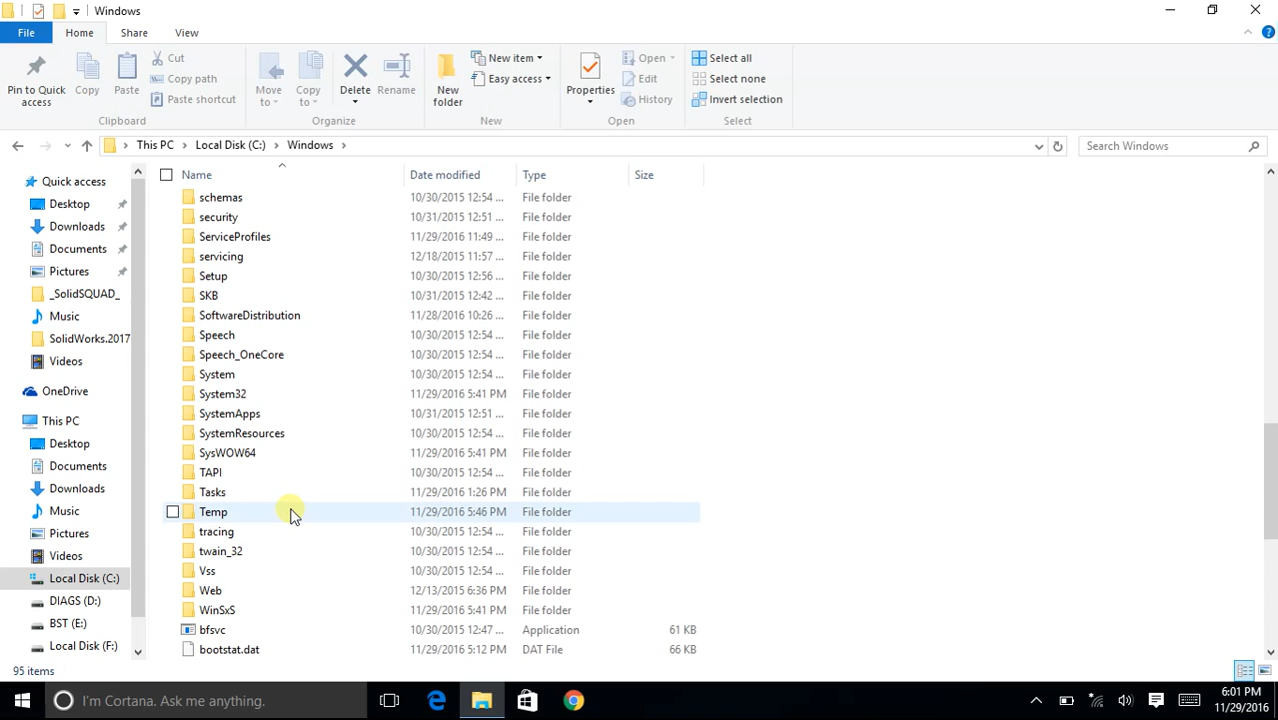 Windows
File Home Share View
Pin to Quick access
Copy
Paste
Cut
Copy path
Paste shortcut
Clipboard
Move to
Copy to
Delete
Rename
Organize
New folder
New item
Easy access
New
Properties
Open
Edit
History
Open
Select all
Select none
Invert selection
Select
This PC > Local Disk (C:) > Windows >
Search Windows
Quick access
Desktop
Downloads
Documents
Pictures
_SolidSQUAD_
Music
SolidWorks.2017
Videos
OneDrive
This PC
Desktop
Documents
Downloads
Music
Pictures
Videos
Local Disk (C:)
DIAGS (D:)
BST (E:)
Local Disk (F:)
Name Date modified Type Size
schemas 10/30/2015 12:54 ... File folder
security 10/31/2015 12:51 ... File folder
ServiceProfiles 11/29/2016 11:49 ... File folder
servicing 12/18/2015 11:57 ... File folder
Setup 10/30/2015 12:56 ... File folder
SKB 10/31/2015 12:42 ... File folder
SoftwareDistribution 11/28/2016 10:26 ... File folder
Speech 10/30/2015 12:54 ... File folder
Speech_OneCore 10/30/2015 12:54 ... File folder
System 10/30/2015 12:54 ... File folder
System32 11/29/2016 5:41 PM File folder
SystemApps 10/31/2015 12:51 ... File folder
SystemResources 10/30/2015 12:54 ... File folder
SysWOW64 11/29/2016 5:41 PM File folder
TAPI 10/30/2015 12:54 ... File folder
Tasks 11/29/2016 1:26 PM File folder
Temp 11/29/2016 5:46 PM File folder
tracing 10/30/2015 12:54 ... File folder
twain_32 10/30/2015 12:54 ... File folder
Vss 10/30/2015 12:54 ... File folder
Web 12/13/2015 6:36 PM File folder
WinSxS 11/29/2016 5:41 PM File folder
bfsvc 10/30/2015 12:47 ... Application 61 KB
bootstat.dat 11/29/2016 5:12 PM DAT File 66 KB
95 items
I'm Cortana. Ask me anything.
6:01 PM
11/29/2016